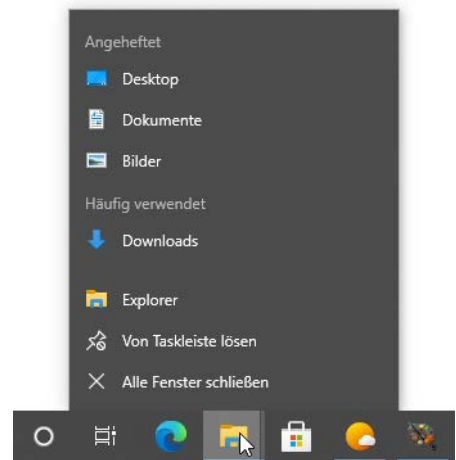 Angeheftet
Desktop
Dokumente
Bilder
Häufig verwendet
Downloads
Explorer
Von Taskleiste lösen
Alle Fenster schließen